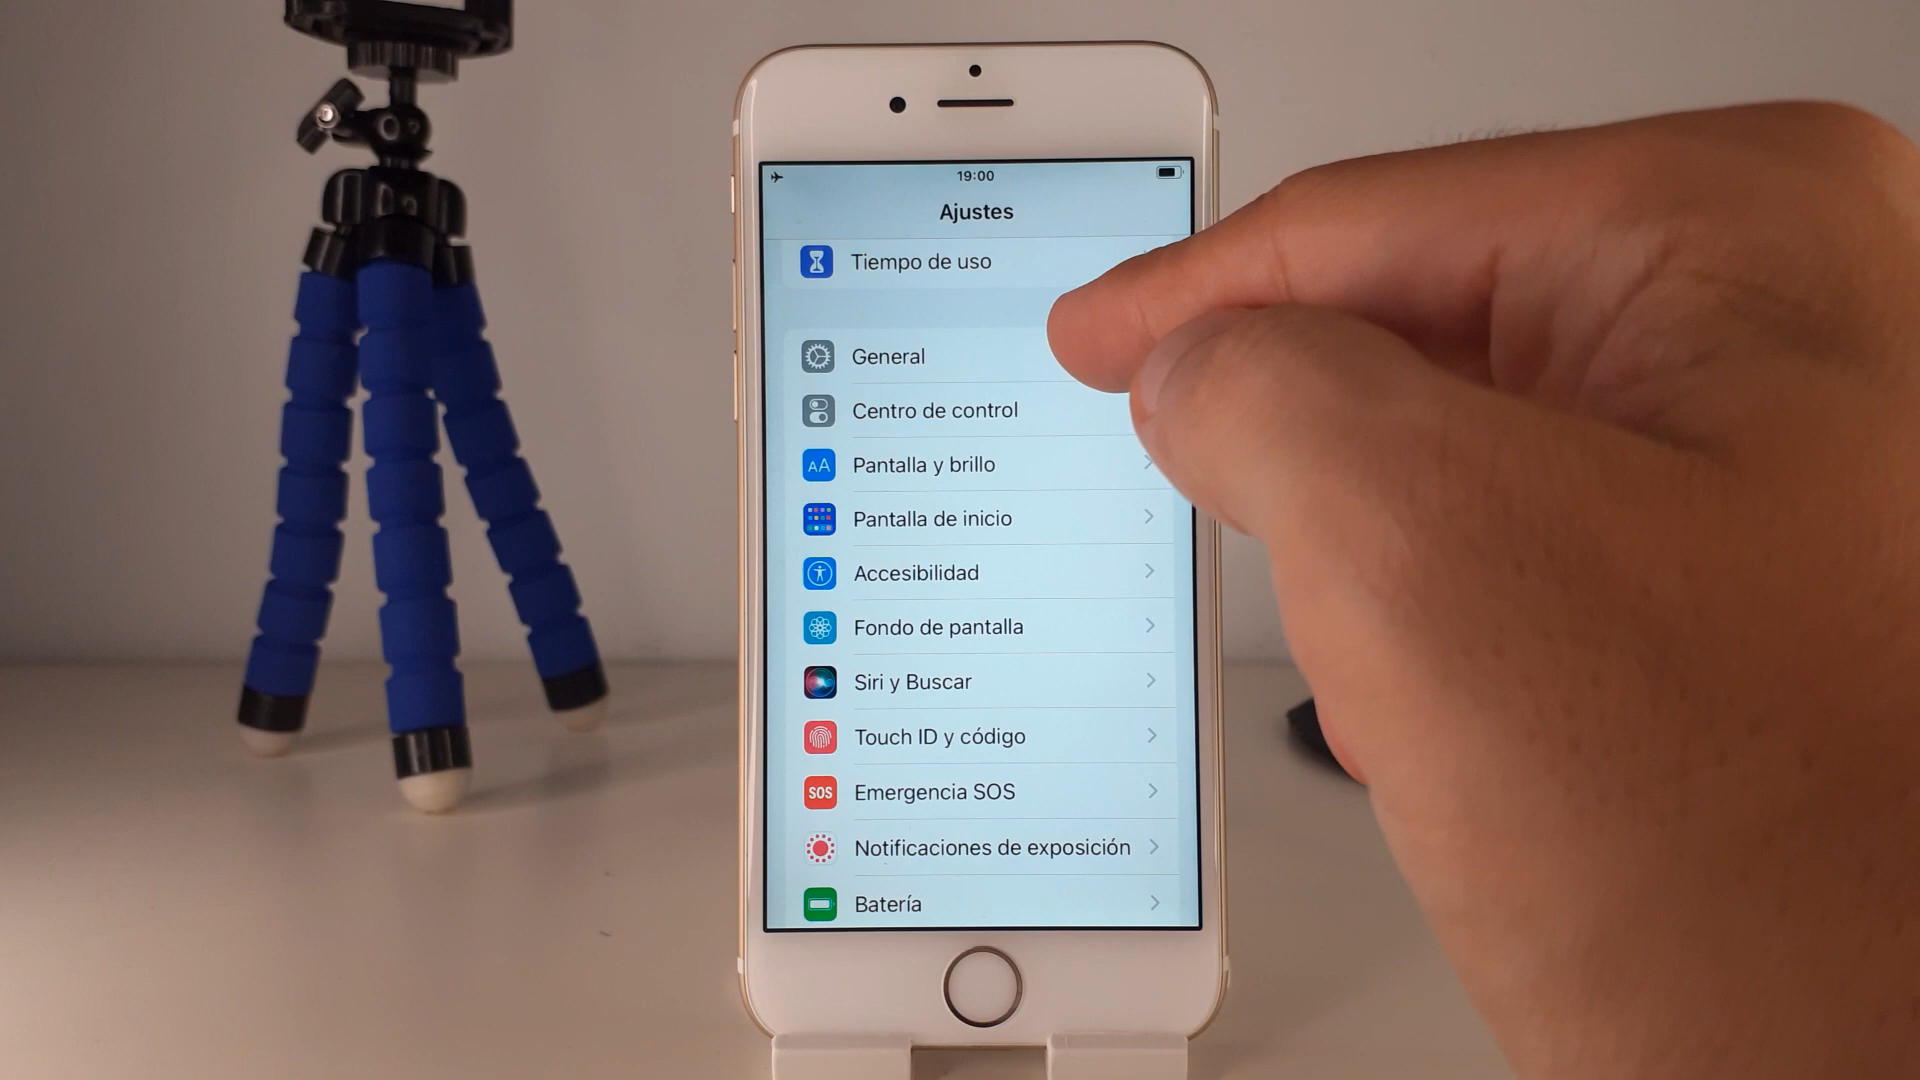 19:00
Ajustes
Tiempo de uso
General
Centro de control
AA Pantalla y brillo
Pantalla de inicio
Accesibilidad
Fondo de pantalla
Siri y Buscar
Touch ID y código
SOS Emergencia SOS
Notificaciones de exposición
Batería